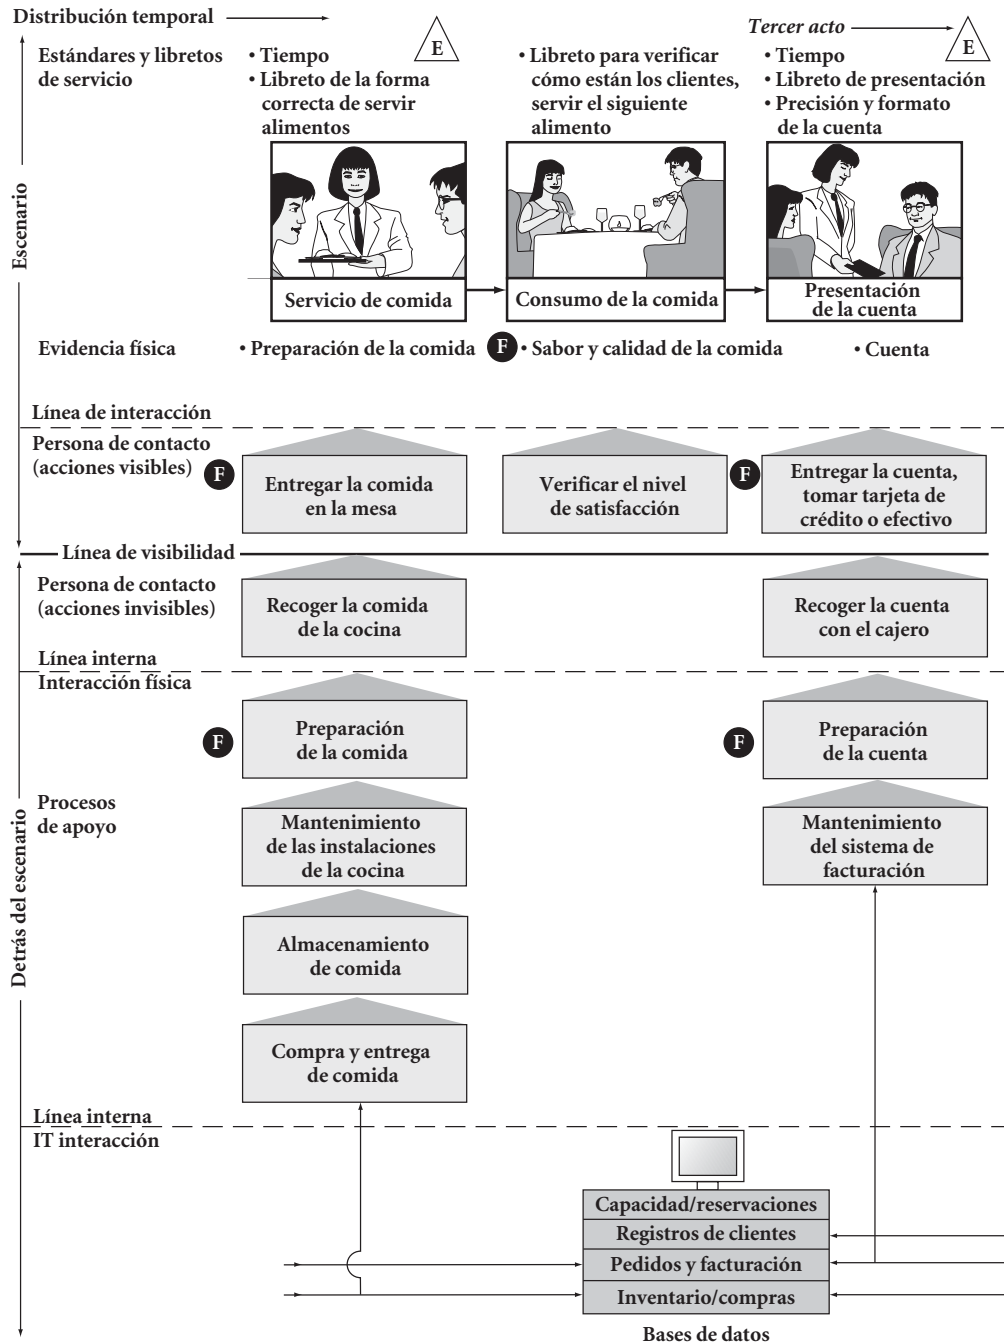 Distribución temporal
Tercer acto
Estándares y libretos
de servicio
• Tiempo
• Libreto de la forma
correcta de servir
alimentos
E
• Libreto para verificar
cómo están los clientes,
servir el siguiente
alimento
• Tiempo
• Libreto de presentación
• Precisión y formato
de la cuenta
E
Escenario
Servicio de comida
Consumo de la comida
Presentación
de la cuenta
Evidencia física
• Preparación de la comida
F
• Sabor y calidad de la comida
• Cuenta
Línea de interacción
Persona de contacto
(acciones visibles)
F
Entregar la comida
en la mesa
Verificar el nivel
de satisfacción
F
Entregar la cuenta,
tomar tarjeta de
crédito o efectivo
Línea de visibilidad
Persona de contacto
(acciones invisibles)
Recoger la comida
de la cocina
Recoger la cuenta
con el cajero
Línea interna
Interacción física
F
Preparación
de la comida
F
Preparación
de la cuenta
Detrás del escenario
Procesos
de apoyo
Mantenimiento
de las instalaciones
de la cocina
Mantenimiento
del sistema de
facturación
Almacenamiento
de comida
Compra y entrega
de comida
Línea interna
IT interacción
Capacidad/reservaciones
Registros de clientes
Pedidos y facturación
Inventario/compras
Bases de datos